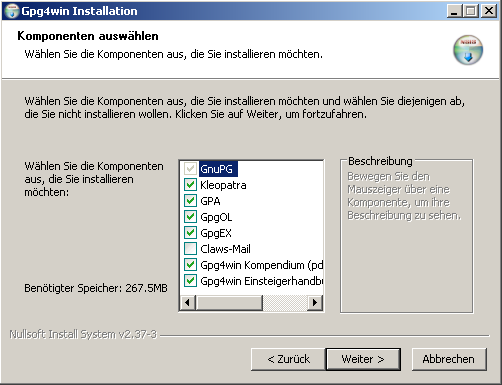 Gpg4win Installation
Komponenten auswählen
Wählen Sie die Komponenten aus, die Sie installieren möchten.
Wählen Sie die Komponenten aus, die Sie installieren möchten und wählen Sie diejenigen ab,
die Sie nicht installieren wollen. Klicken Sie auf Weiter, um fortzufahren.
Wählen Sie die Komponenten
aus, die Sie installieren
möchten:
GnuPG
Kleopatra
GPA
GpgOL
GpgEX
Claws-Mail
Gpg4win Kompendium (pd
Gpg4win Einsteigerhandbu
Beschreibung
Bewegen Sie den
Mauszeiger über eine
Komponente, um ihre
Beschreibung zu sehen.
Benötigter Speicher: 267.5MB
Nullsoft Install System v2.37-3
< Zurück
Weiter >
Abbrechen